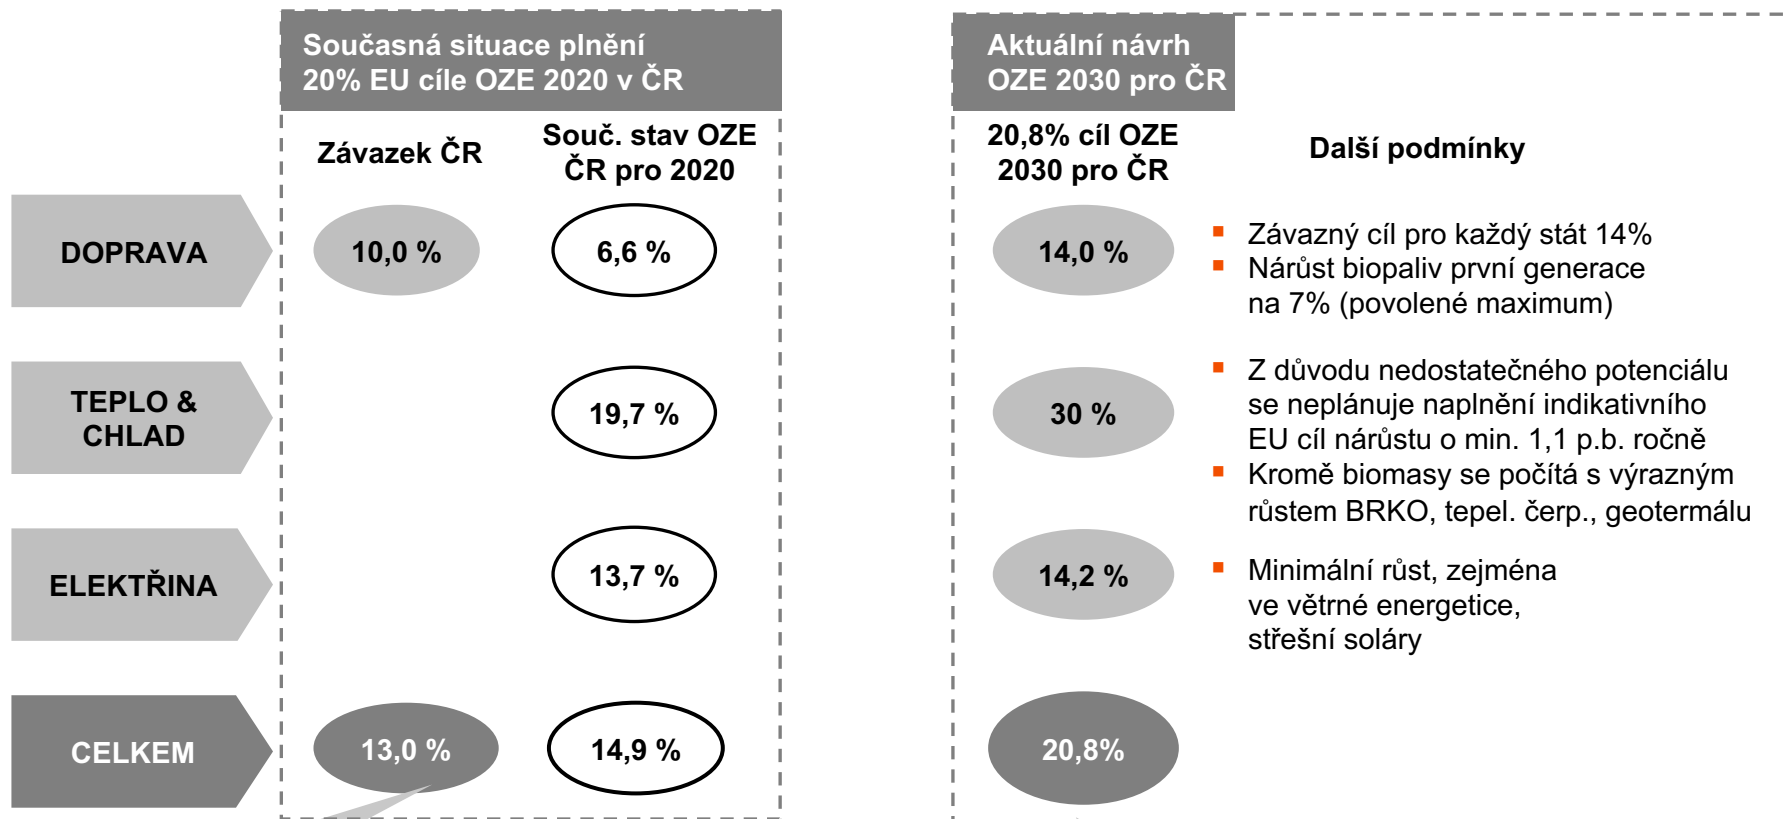 Současná situace plnění
20% EU cíle OZE 2020 v ČR
Aktuální návrh
OZE 2030 pro ČR
Závazek ČR
Souč. stav OZE
ČR pro 2020
20,8% cíl OZE
2030 pro ČR
Další podmínky
DOPRAVA
10,0 %
6,6 %
14,0 %
Závazný cíl pro každý stát 14%
Nárůst biopaliv první generace
na 7% (povolené maximum)
TEPLO &
CHLAD
19,7 %
30 %
Z důvodu nedostatečného potenciálu
se neplánuje naplnění indikativního
EU cíl nárůstu o min. 1,1 p.b. ročně
Kromě biomasy se počítá s výrazným
růstem BRKO, tepel. čerp., geotermálu
ELEKTŘINA
13,7 %
14,2 %
Minimální růst, zejména
ve větrné energetice,
střešní soláry
CELKEM
13,0 %
14,9 %
20,8%